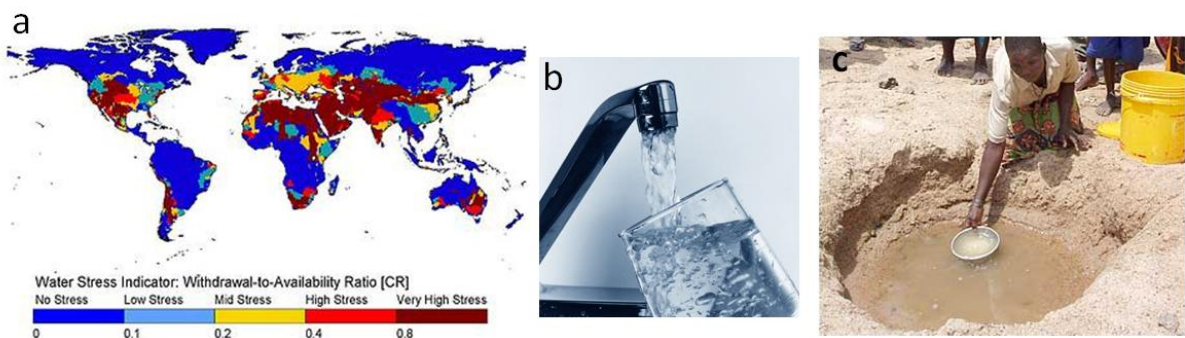 a
b
c
Water Stress Indicator: Withdrawal-to-Availability Ratio [CR]
No Stress Low Stress Mid Stress High Stress Very High Stress
0 0.1 0.2 0.4 0.8